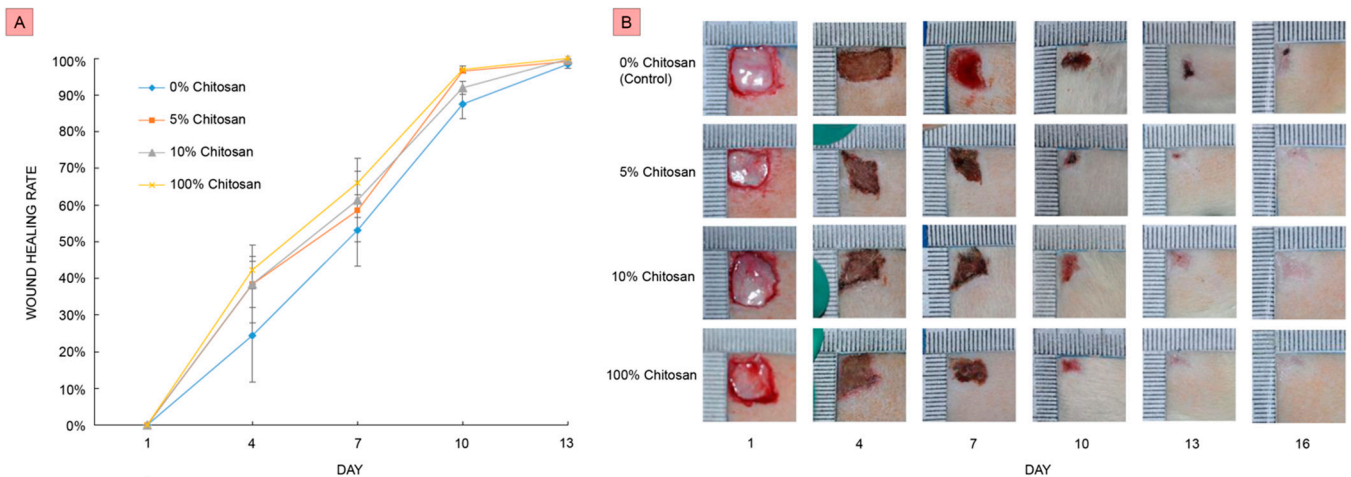 A
100%
90%
80%
70%
60%
50%
40%
30%
20%
10%
0%
WOUND HEALING RATE
0% Chitosan
5% Chitosan
10% Chitosan
100% Chitosan
1 4 7 10 13
DAY
B
0% Chitosan
(Control)
5% Chitosan
10% Chitosan
100% Chitosan
1 4 7 10 13 16
DAY